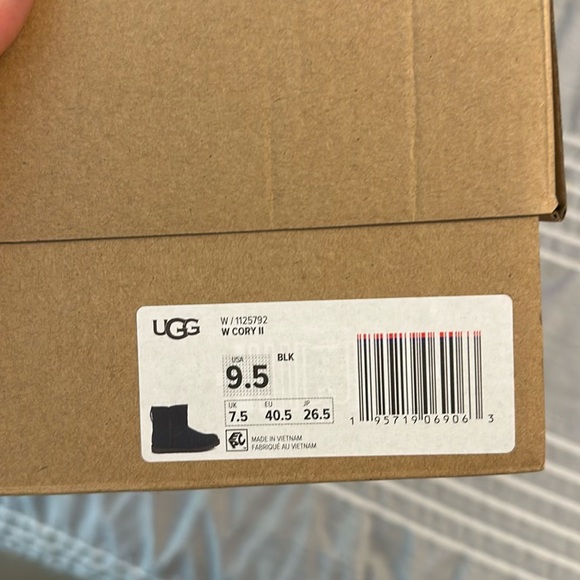 UGG
W / 1125792
W CORY II
USA
BLK
9.5
UK EU JP
7.5 40.5 26.5
1 95719 06906 3
MADE IN VIETNAM
FABRIQUÉ AU VIETNAM